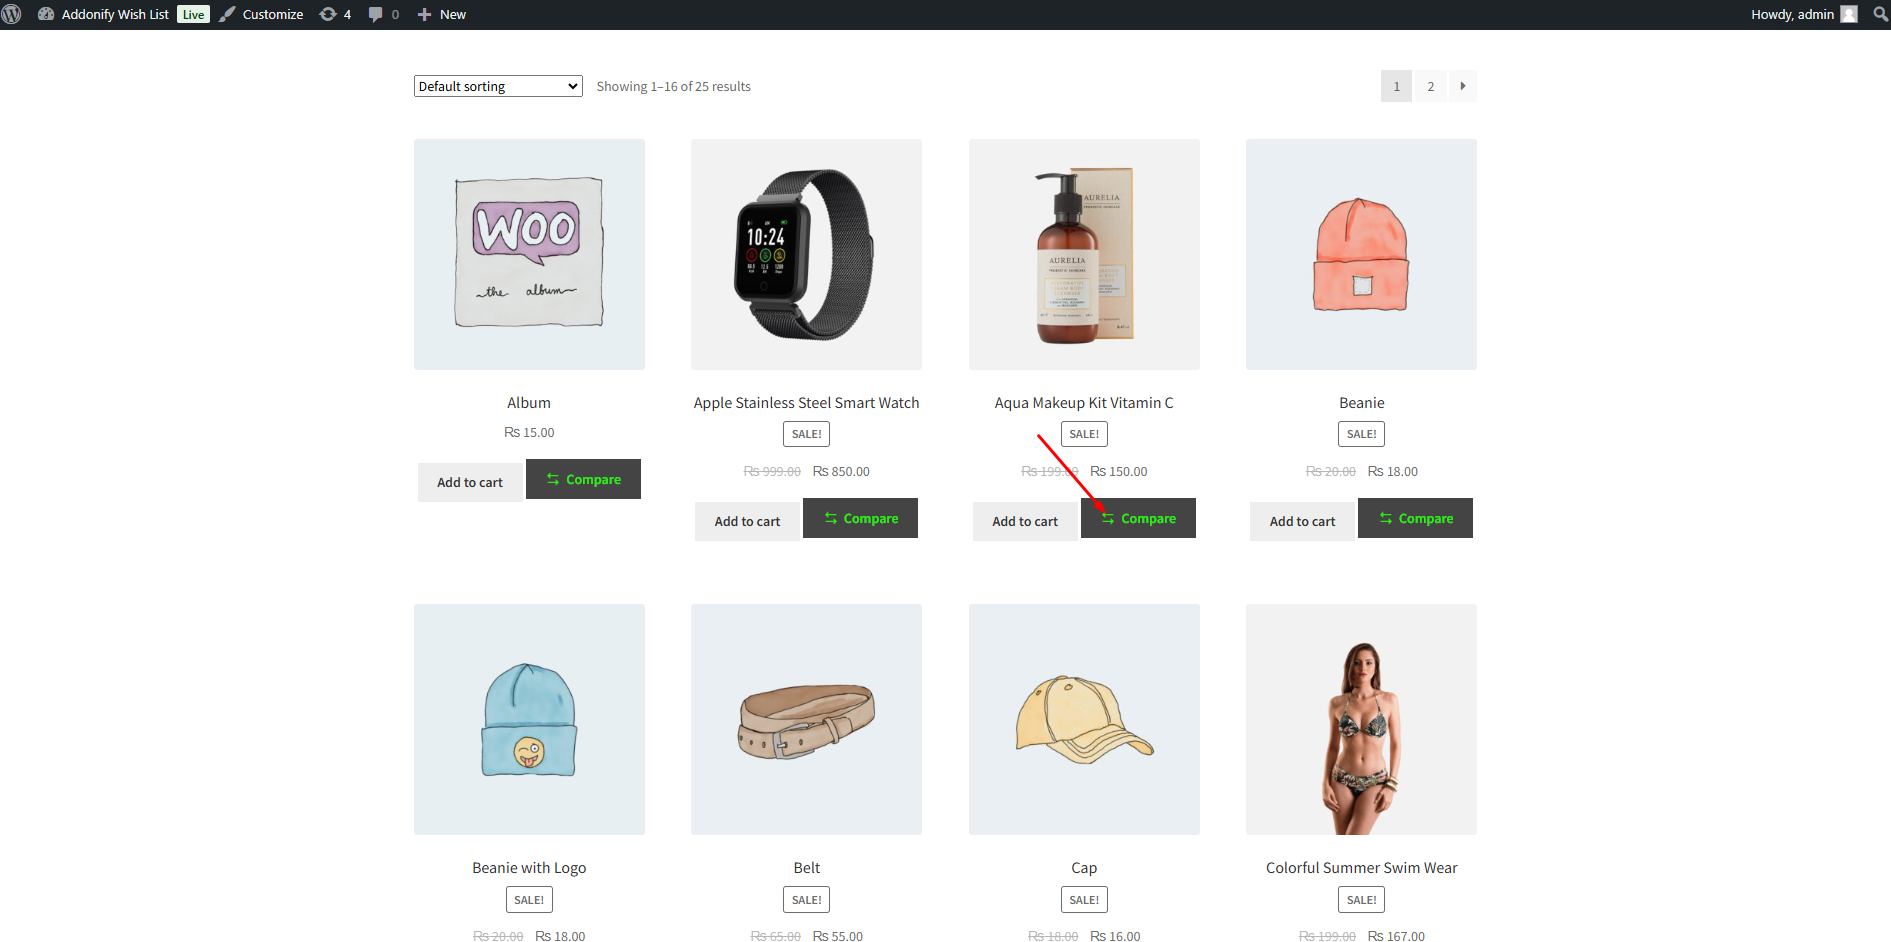 Addonify Wish List Live Customize 4 0 New Howdy, admin
Default sorting Showing 1–16 of 25 results 1 2
WOO
the album
10:24
AURELIA
PROBIOTIC SKINCARE
AURELIA
PROBIOTIC SKINCARE
Album Apple Stainless Steel Smart Watch Aqua Makeup Kit Vitamin C Beanie
₨ 15.00 SALE! SALE! SALE!
₨ 999.00 ₨ 850.00 ₨ 199.00 ₨ 150.00 ₨ 20.00 ₨ 18.00
Add to cart Compare
Add to cart Compare Add to cart Compare Add to cart Compare
Beanie with Logo Belt Cap Colorful Summer Swim Wear
SALE! SALE! SALE! SALE!
₨ 20.00 ₨ 18.00 ₨ 65.00 ₨ 55.00 ₨ 18.00 ₨ 16.00 ₨ 199.00 ₨ 167.00